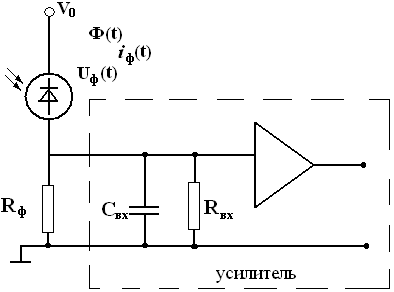 V₀
Ф(t)
iф(t)
Uф(t)
Rф
Cвх
Rвх
усилитель